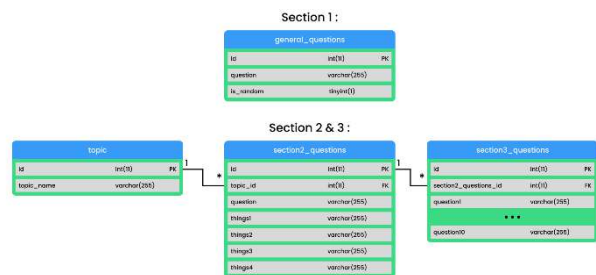 Section 1 :
general_questions
id int(11) PK
question varchar(255)
is_random tinyint(1)
Section 2 & 3 :
topic
id int(11) PK
topic_name varchar(255)
1
*
section2_questions
id int(11) PK
topic_id int(11) FK
question varchar(255)
things1 varchar(255)
things2 varchar(255)
things3 varchar(255)
things4 varchar(255)
1
*
section3_questions
id int(11) PK
section2_questions_id int(11) FK
question1 varchar(255)
•••
question10 varchar(255)